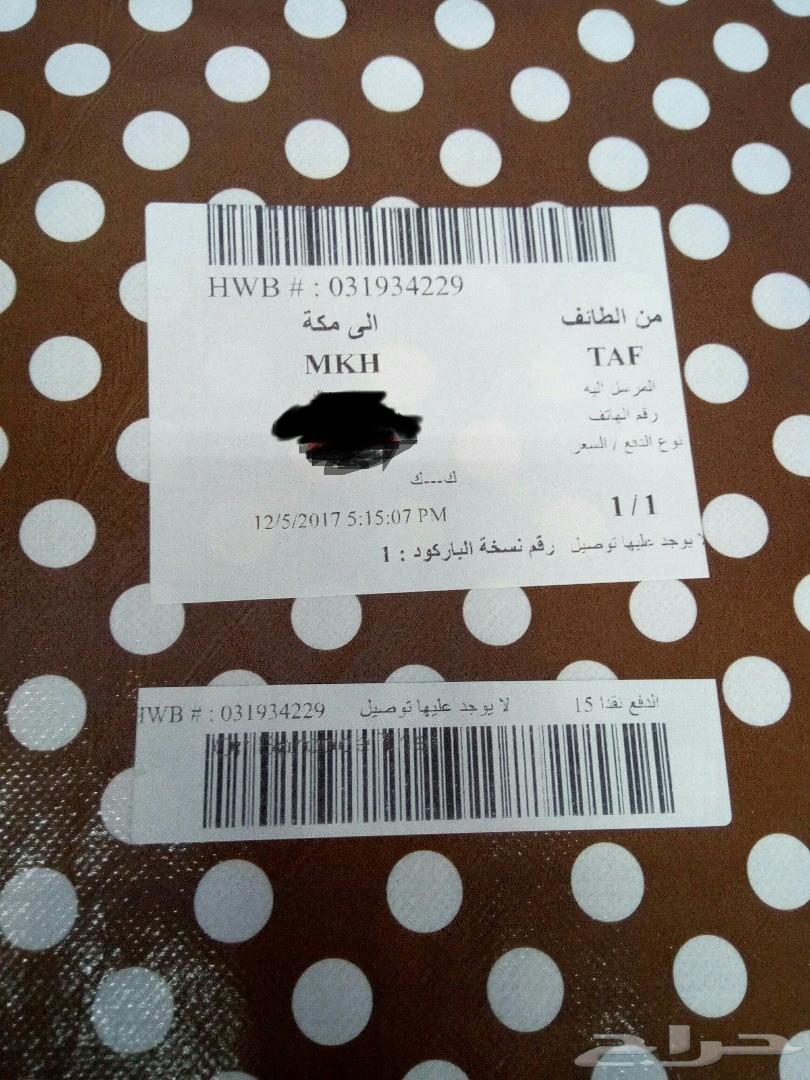 HWB # : 031934229
من الطائف الى مكة
TAF MKH
المرسل اليه
رقم الهاتف
نوع الدفع / السعر
ك---ك
1 / 1
12/5/2017 5:15:07 PM
لا يوجد عليها توصيل رقم نسخة الباركود : 1
الدفع نقدا 15 لا يوجد عليها توصيل HWB # : 031934229
حراج